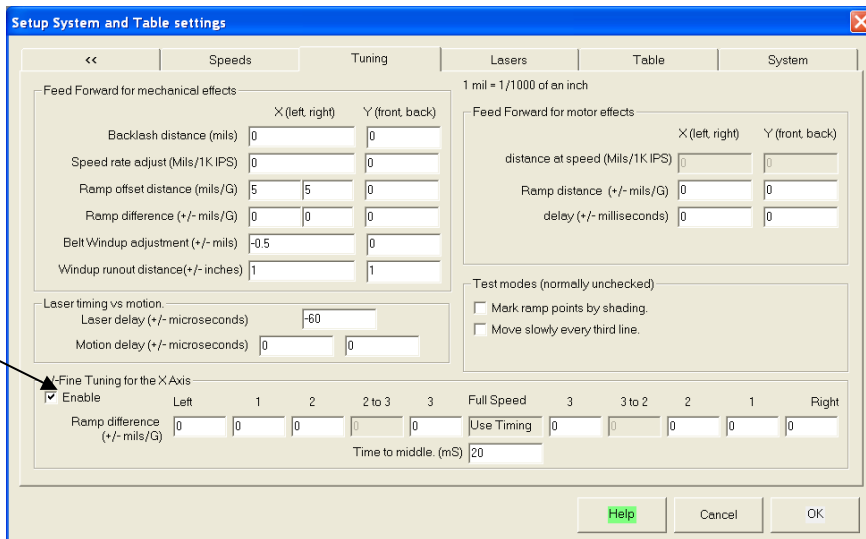 Setup System and Table settings
<< Speeds Tuning Lasers Table System
Feed Forward for mechanical effects
X (left, right) Y (front, back)
Backlash distance (mils) 0 0
Speed rate adjust (Mils/1K IPS) 0 0
Ramp offset distance (mils/G) 5 5 0
Ramp difference (+/- mils/G) 0 0 0
Belt Windup adjustment (+/- mils) -0.5 0
Windup runout distance(+/- inches) 1 1
1 mil = 1/1000 of an inch
Feed Forward for motor effects
X (left, right) Y (front, back)
distance at speed (Mils/1K IPS) 0 0
Ramp distance (+/- mils/G) 0 0
delay (+/- milliseconds) 0 0
Laser timing vs motion.
Laser delay (+/- microseconds) -60
Motion delay (+/- microseconds) 0 0
Test modes (normally unchecked)
Mark ramp points by shading.
Move slowly every third line.
-Fine Tuning for the X Axis
Enable Left 1 2 2 to 3 3 Full Speed 3 3 to 2 2 1 Right
Ramp difference 0 0 0 0 0 Use Timing 0 0 0 0 0
(+/- mils/G)
Time to middle. (mS) 20
Help Cancel OK